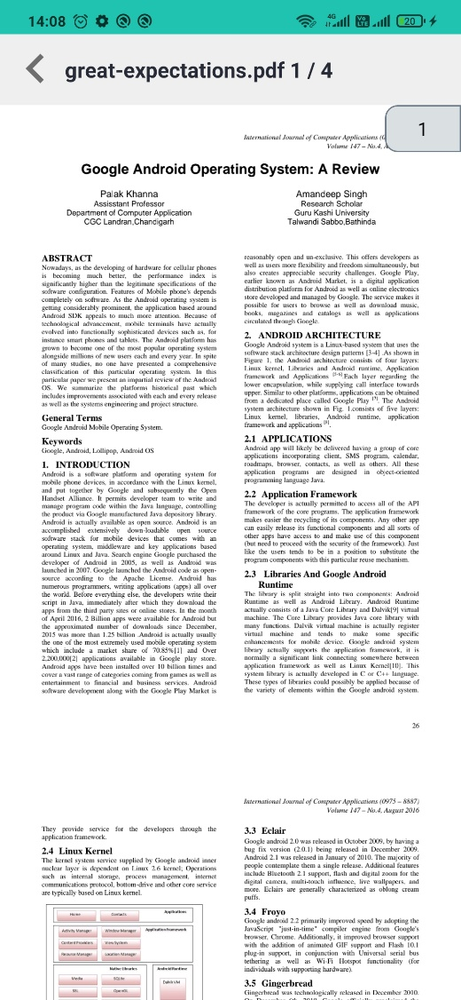 14:08
4G
Vo
LTE
20
great-expectations.pdf 1 / 4
1
International Journal of Computer Applications
Volume 147 – No.4,
Google Android Operating System: A Review
Palak Khanna
Assisstant Professor
Department of Computer Application
CGC Landran,Chandigarh
Amandeep Singh
Research Scholar
Guru Kashi University
Talwandi Sabbo,Bathinda
ABSTRACT
Nowadays, as the developing of hardware for cellular phones
is becoming much better, the performance index is
significantly higher than the legitimate specifications of the
software configuration. Features of Mobile phone's depends
completely on software. As the Android operating system is
getting considerably prominent, the application based around
Android SDK appeals to much more attention. Because of
technological advancement, mobile terminals have actually
evolved into functionally sophisticated devices such as, for
instance smart phones and tablets. The Android platform has
grown to become one of the most popular operating system
alongside millions of new users each and every year. In spite
of many studies, no one have presented a comprehensive
classification of this particular operating system. In this
particular paper we present an impartial review of the Android
OS. We summarize the platforms historical past which
includes improvements associated with each and every release
as well as the systems engineering and project structure.
General Terms
Google Android Mobile Operating System.
Keywords
Google, Android, Lollipop, Android OS
1. INTRODUCTION
Android is a software platform and operating system for
mobile phone devices, in accordance with the Linux kernel,
and put together by Google and subsequently the Open
Handset Alliance. It permits developer team to write and
manage program code within the Java language, controlling
the product via Google manufactured Java depository library.
Android is actually available as open source. Android is an
accomplished extensively down-loadable open source
software stack for mobile devices that comes with an
operating system, middleware and key applications based
around Linux and Java. Search engine Google purchased the
developer of Android in 2005, as well as Android was
launched in 2007. Google launched the Android code as open-
source according to the Apache License. Android has
numerous programmers, writing applications (apps) all over
the world. Before everything else, the developers write their
script in Java, immediately after which they download the
apps from the third party sites or online stores. In the month
of April 2016, 2 Billion apps were available for Android but
the approximated number of downloads since December,
2015 was more than 1.25 billion .Android is actually usually
the one of the most extremely used mobile operating system
which include a market share of 70.85%[1] and Over
2,200,000[2] applications available in Google play store.
Android apps have been installed over 10 billion times and
cover a vast range of categories coming from games as well as
entertainment to financial and business services. Android
software development along with the Google Play Market is
reasonably open and un-exclusive. This offers developers as
well as users more flexibility and freedom simultaneously, but
also creates appreciable security challenges. Google Play,
earlier known as Android Market, is a digital application
distribution platform for Android as well as online electronics
store developed and managed by Google. The service makes it
possible for users to browse as well as download music,
books, magazines and catalogs as well as applications
circulated through Google.
2. ANDROID ARCHITECTURE
Google android System is a Linux-based system that uses the
software stack architecture design patterns [3-4] .As shown in
Figure 1, the Android architecture consists of four layers:
Linux kernel, Libraries and Android runtime, Application
framework and Applications [3-6].Each layer regarding the
lower encapsulation, while supplying call interface towards
upper. Similar to other platforms, applications can be obtained
from a dedicated place called Google Play [7]. The Android
system architecture shown in Fig. 1.consists of five layers:
Linux kernel, libraries, Android runtime, application
framework and applications [8].
2.1 APPLICATIONS
Android app will likely be delivered having a group of core
applications incorporating client, SMS program, calendar,
roadmaps, browser, contacts, as well as others. All these
application programs are designed in object-oriented
programming language Java.
2.2 Application Framework
The developer is actually permitted to access all of the API
framework of the core programs. The application framework
makes easier the recycling of its components. Any other app
can easily release its functional components and all sorts of
other apps have access to and make use of this component
(but need to proceed with the security of the framework). Just
like the users tends to be in a position to substitute the
program components with this particular reuse mechanism.
2.3 Libraries And Google Android
Runtime
The library is split straight into two components: Android
Runtime as well as Android Library. Android Runtime
actually consists of a Java Core Library and Dalvik[9] virtual
machine. The Core Library provides Java core library with
many functions. Dalvik virtual machine is actually register
virtual machine and tends to make some specific
enhancements for mobile device. Google android system
library actually supports the application framework, it is
normally a significant link connecting somewhere between
application framework as well as Linux Kernel[10]. This
system library is actually developed in C or C++ language.
These types of libraries could possibly be applied because of
the variety of elements within the Google android system.
26
International Journal of Computer Applications (0975 – 8887)
Volume 147 – No.4, August 2016
They provide service for the developers through the
application framework.
2.4 Linux Kernel
The kernel system service supplied by Google android inner
nuclear layer is dependent on Linux 2.6 kernel; Operations
such as internal storage, process management, internet
communications protocol, bottom-drive and other core service
are typically based on Linux kernel.
Home
Contacts
Applications
Activity Manager
Window Manager
Application Framework
Content Providers
View System
Resource Manager
Location Manager
Native Libraries
Android Runtime
Media
SQLite
Dalvik VM
SSL
OpenGL
3.3 Eclair
Google android 2.0 was released in October 2009, by having a
bug fix version (2.0.1) being released in December 2009.
Android 2.1 was released in January of 2010. The majority of
people contemplate them a single release. Additional features
include Bluetooth 2.1 support, flash and digital zoom for the
digital camera, multi-touch influence, live wallpapers, and
more. Eclairs are generally characterized as oblong cream
puffs.
3.4 Froyo
Google android 2.2 primarily improved speed by adopting the
JavaScript "just-in-time" compiler engine from Google's
browser, Chrome. Additionally, it improved browser support
with the addition of animated GIF support and Flash 10.1
plug-in support, in conjunction with Universal serial bus
tethering as well as Wi-Fi Hotspot functionality (for
individuals with supporting hardware).
3.5 Gingerbread
Gingerbread was technologically released in December 2010.